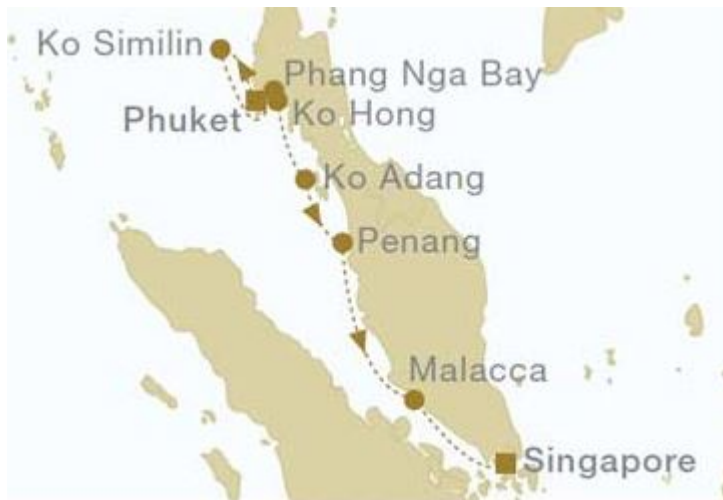 Ko Similin
Phang Nga Bay
Phuket
Ko Hong
Ko Adang
Penang
Malacca
Singapore